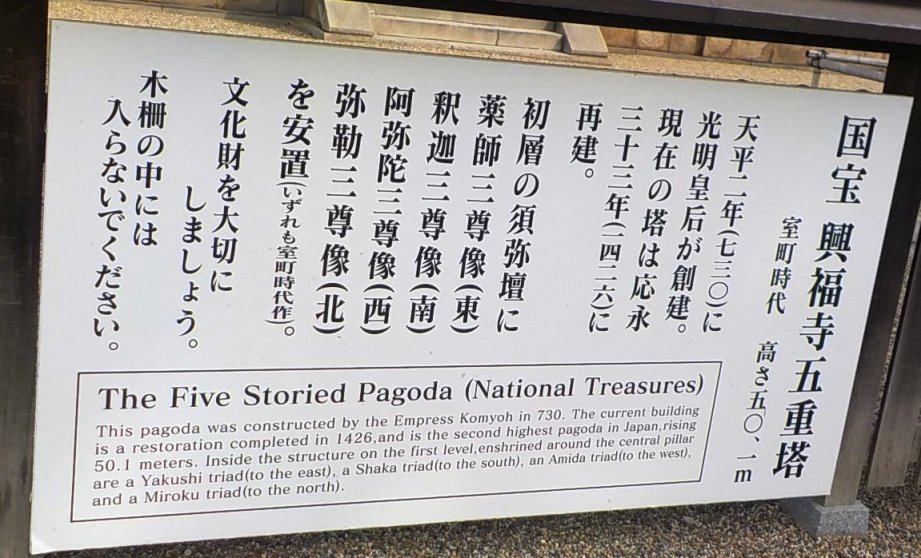 国宝 興福寺五重塔
室町時代 高さ五〇、一m
天平二年(七三〇)に
光明皇后が創建。
現在の塔は応永
三十三年(一四二六)に
再建。
初層の須弥壇に
薬師三尊像(東)
釈迦三尊像(南)
阿弥陀三尊像(西)
弥勒三尊像(北)
を安置(いずれも室町時代作)。
文化財を大切に
しましょう。
木柵の中には
入らないでください。
The Five Storied Pagoda (National Treasures)
This pagoda was constructed by the Empress Komyoh in 730. The current building
is a restoration completed in 1426,and is the second highest pagoda in Japan,rising
50.1 meters. Inside the structure on the first level,enshrined around the central pillar
are a Yakushi triad(to the east), a Shaka triad(to the south), an Amida triad(to the west),
and a Miroku triad(to the north).